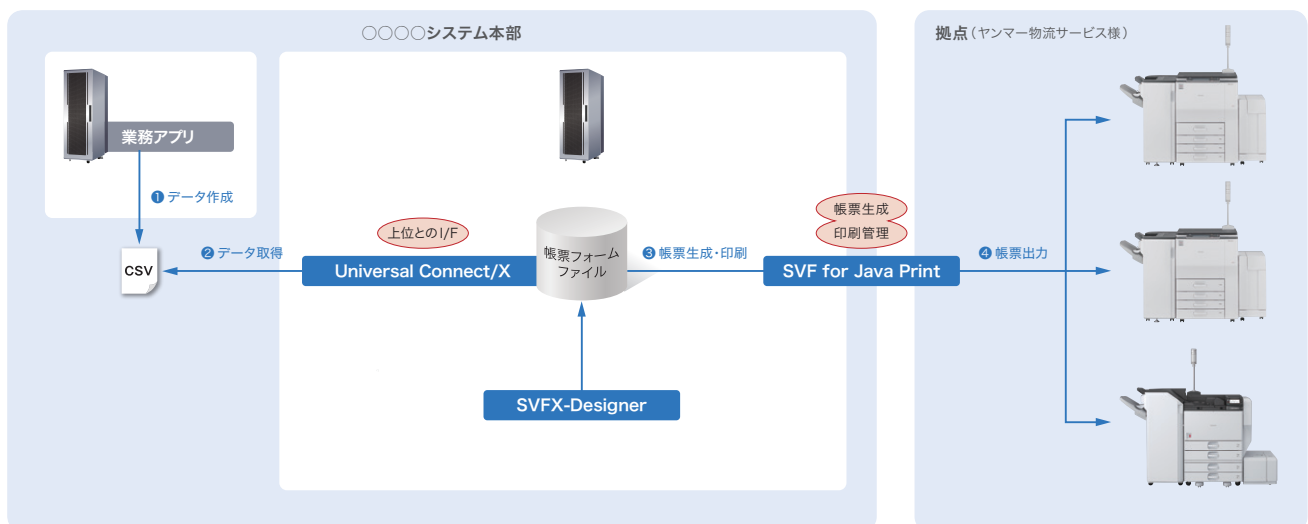 ○○○○システム本部
拠点（ヤンマー物流サービス様）
業務アプリ
❶データ作成
CSV
❷データ取得
上位とのI/F
Universal Connect/X
帳票フォーム
ファイル
❸帳票生成・印刷
帳票生成
印刷管理
SVF for Java Print
❹帳票出力
SVFX-Designer